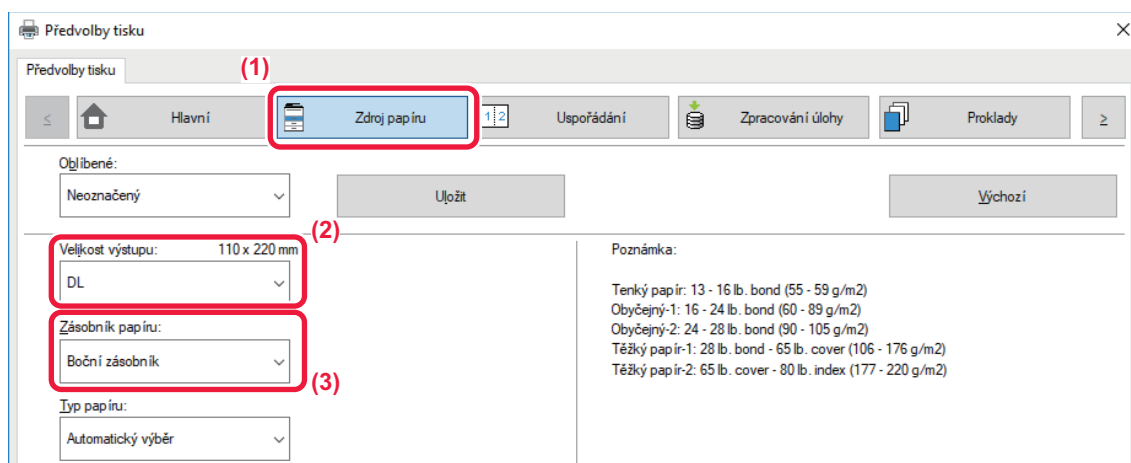 Předvolby tisku
Předvolby tisku
(1)
< Hlavní Zdroj papíru 1 2 Uspořádání Zpracování úlohy Proklady >
Oblíbené:
Neoznačený Uložit Výchozí
(2)
Velikost výstupu: 110 x 220 mm
DL
Zásobník papíru:
Boční zásobník
(3)
Typ papíru:
Automatický výběr
Poznámka:
Tenký papír: 13 - 16 lb. bond (55 - 59 g/m2)
Obyčejný-1: 16 - 24 lb. bond (60 - 89 g/m2)
Obyčejný-2: 24 - 28 lb. bond (90 - 105 g/m2)
Těžký papír-1: 28 lb. bond - 65 lb. cover (106 - 176 g/m2)
Těžký papír-2: 65 lb. cover - 80 lb. index (177 - 220 g/m2)